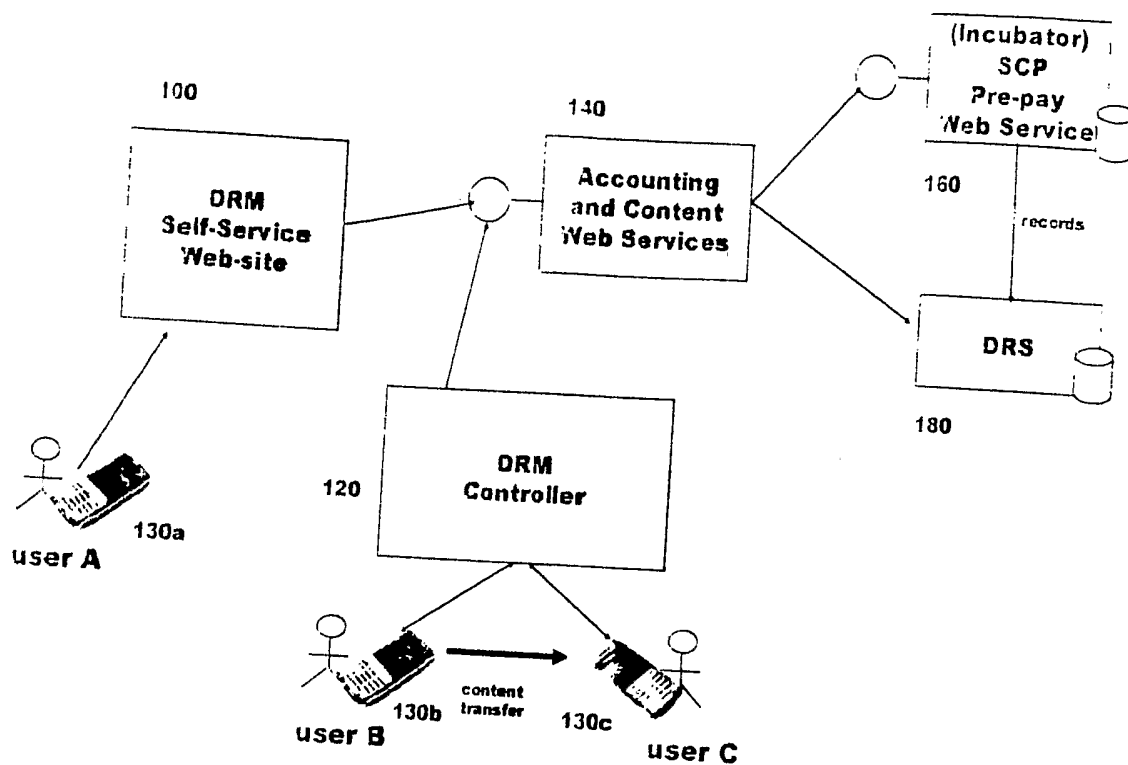 100
DRM
Self-Service
Web-site
140
Accounting
and Content
Web Services
(Incubator)
SCP
Pre-pay
Web Service
160
records
DRS
180
120
DRM
Controller
130a
user A
130b
user B
content
transfer
130c
user C